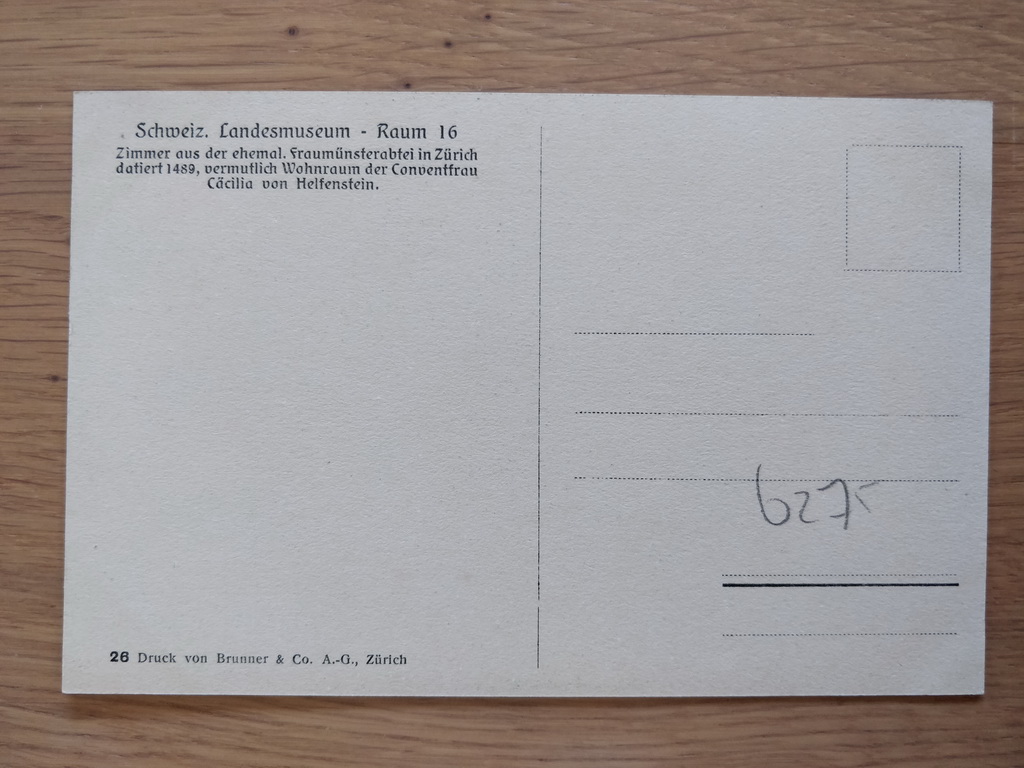 Schweiz. Landesmuseum - Raum 16
Zimmer aus der ehemal. Fraumünsterabtei in Zürich
datiert 1489, vermutlich Wohnraum der Conventfrau
Cäcilia von Helfenstein.
627-
26 Druck von Brunner & Co. A.-G., Zürich